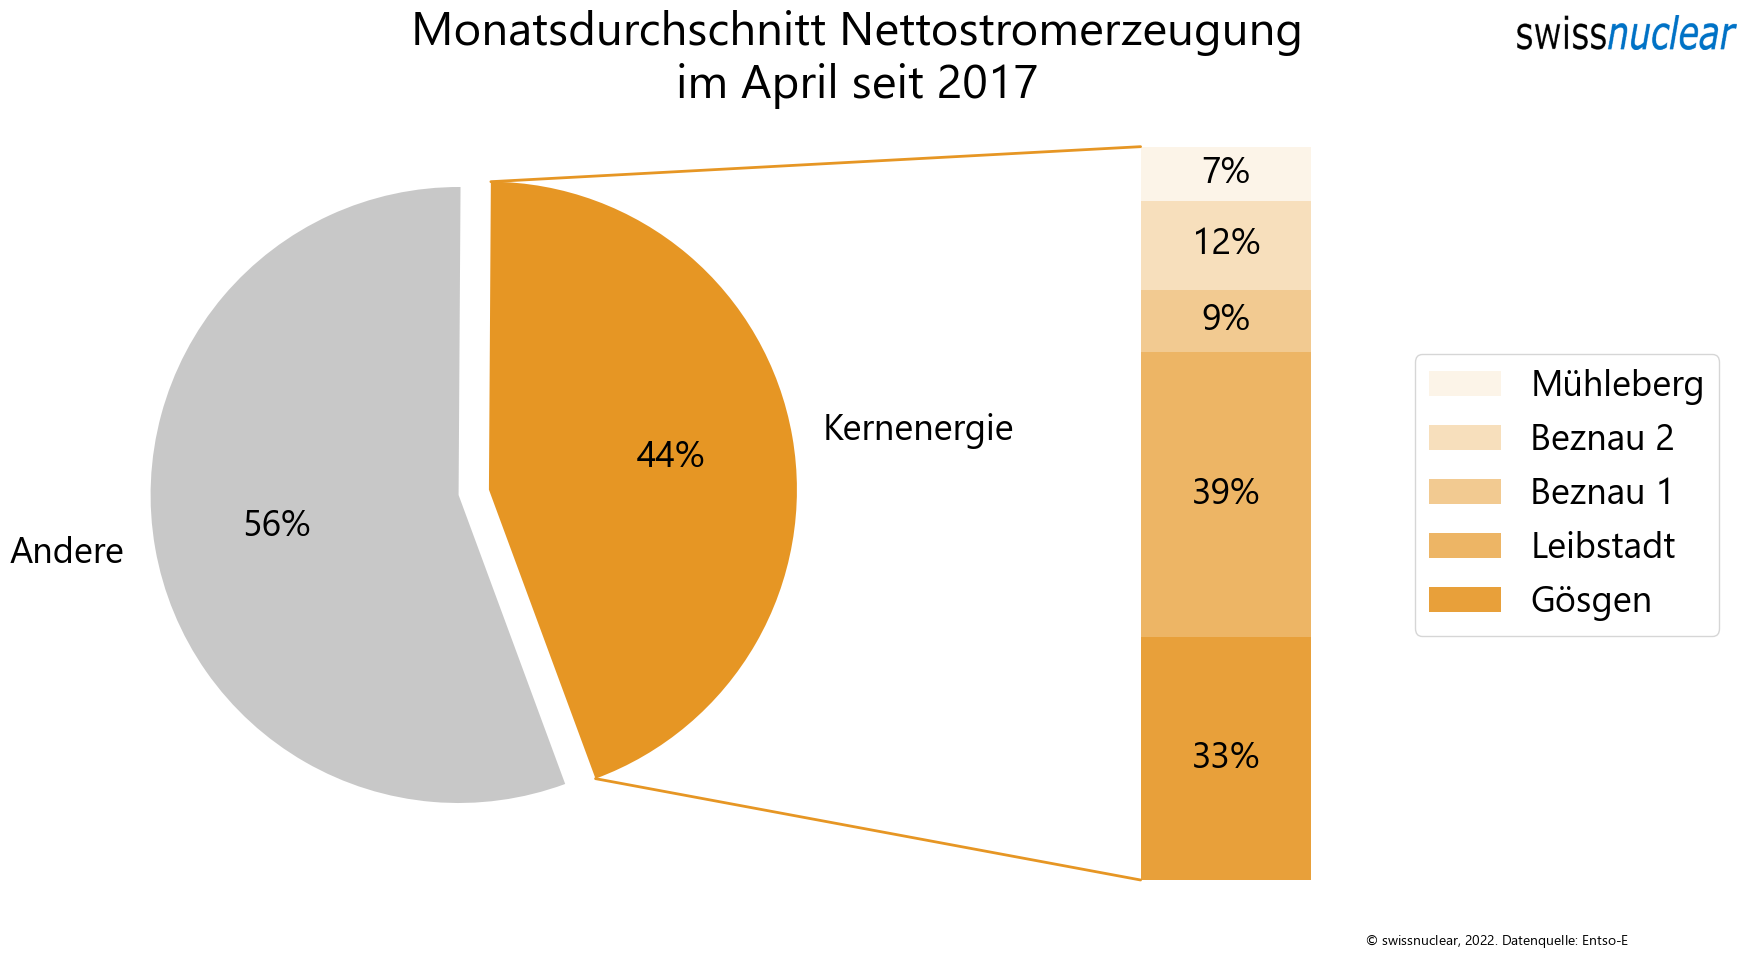 Monatsdurchschnitt Nettostromerzeugung
im April seit 2017
swissnuclear
Andere
56%
44%
Kernenergie
7%
12%
9%
39%
33%
Mühleberg
Beznau 2
Beznau 1
Leibstadt
Gösgen
© swissnuclear, 2022. Datenquelle: Entso-E